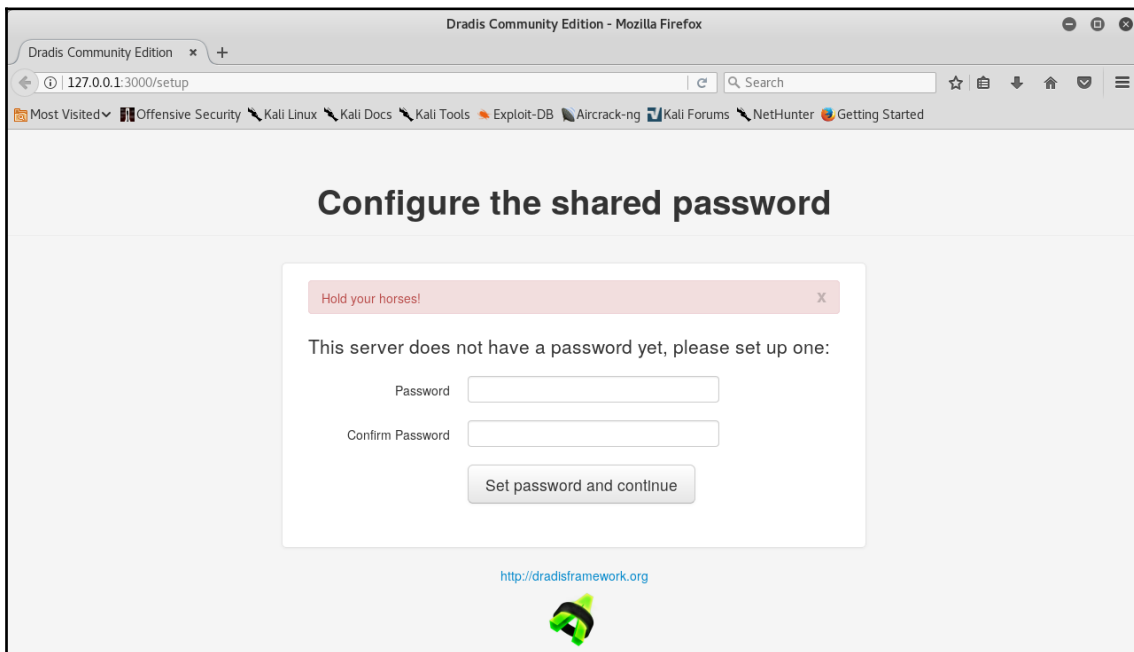 Dradis Community Edition - Mozilla Firefox
Dradis Community Edition × +
127.0.0.1:3000/setup Search
Most Visited Offensive Security Kali Linux Kali Docs Kali Tools Exploit-DB Aircrack-ng Kali Forums NetHunter Getting Started
Configure the shared password
Hold your horses! x
This server does not have a password yet, please set up one:
Password
Confirm Password
Set password and continue
http://dradisframework.org